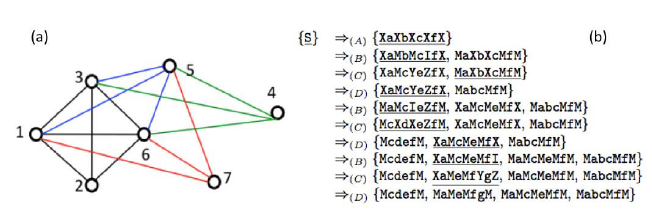 (a)
3
5
4
1
6
2
7
{S} ⇒(A) {XaXbXcXfX} (b)
⇒(B) {XaMbMcIfX, MaXbXcMfM}
⇒(C) {XaMcYeZfX, MaXbXcMfM}
⇒(D) {XaMcYeZfX, MabcMfM}
⇒(B) {MaMcIeZfM, XaMcMeMfX, MabcMfM}
⇒(C) {McXdXeZfM, XaMcMeMfX, MabcMfM}
⇒(D) {McdefM, XaMcMeMfX, MabcMfM}
⇒(B) {McdefM, XaMcMeMfI, MaMcMeMfM, MabcMfM}
⇒(C) {McdefM, XaMeMfYgZ, MaMcMeMfM, MabcMfM}
⇒(D) {McdefM, MaMeMfgM, MaMcMeMfM, MabcMfM}